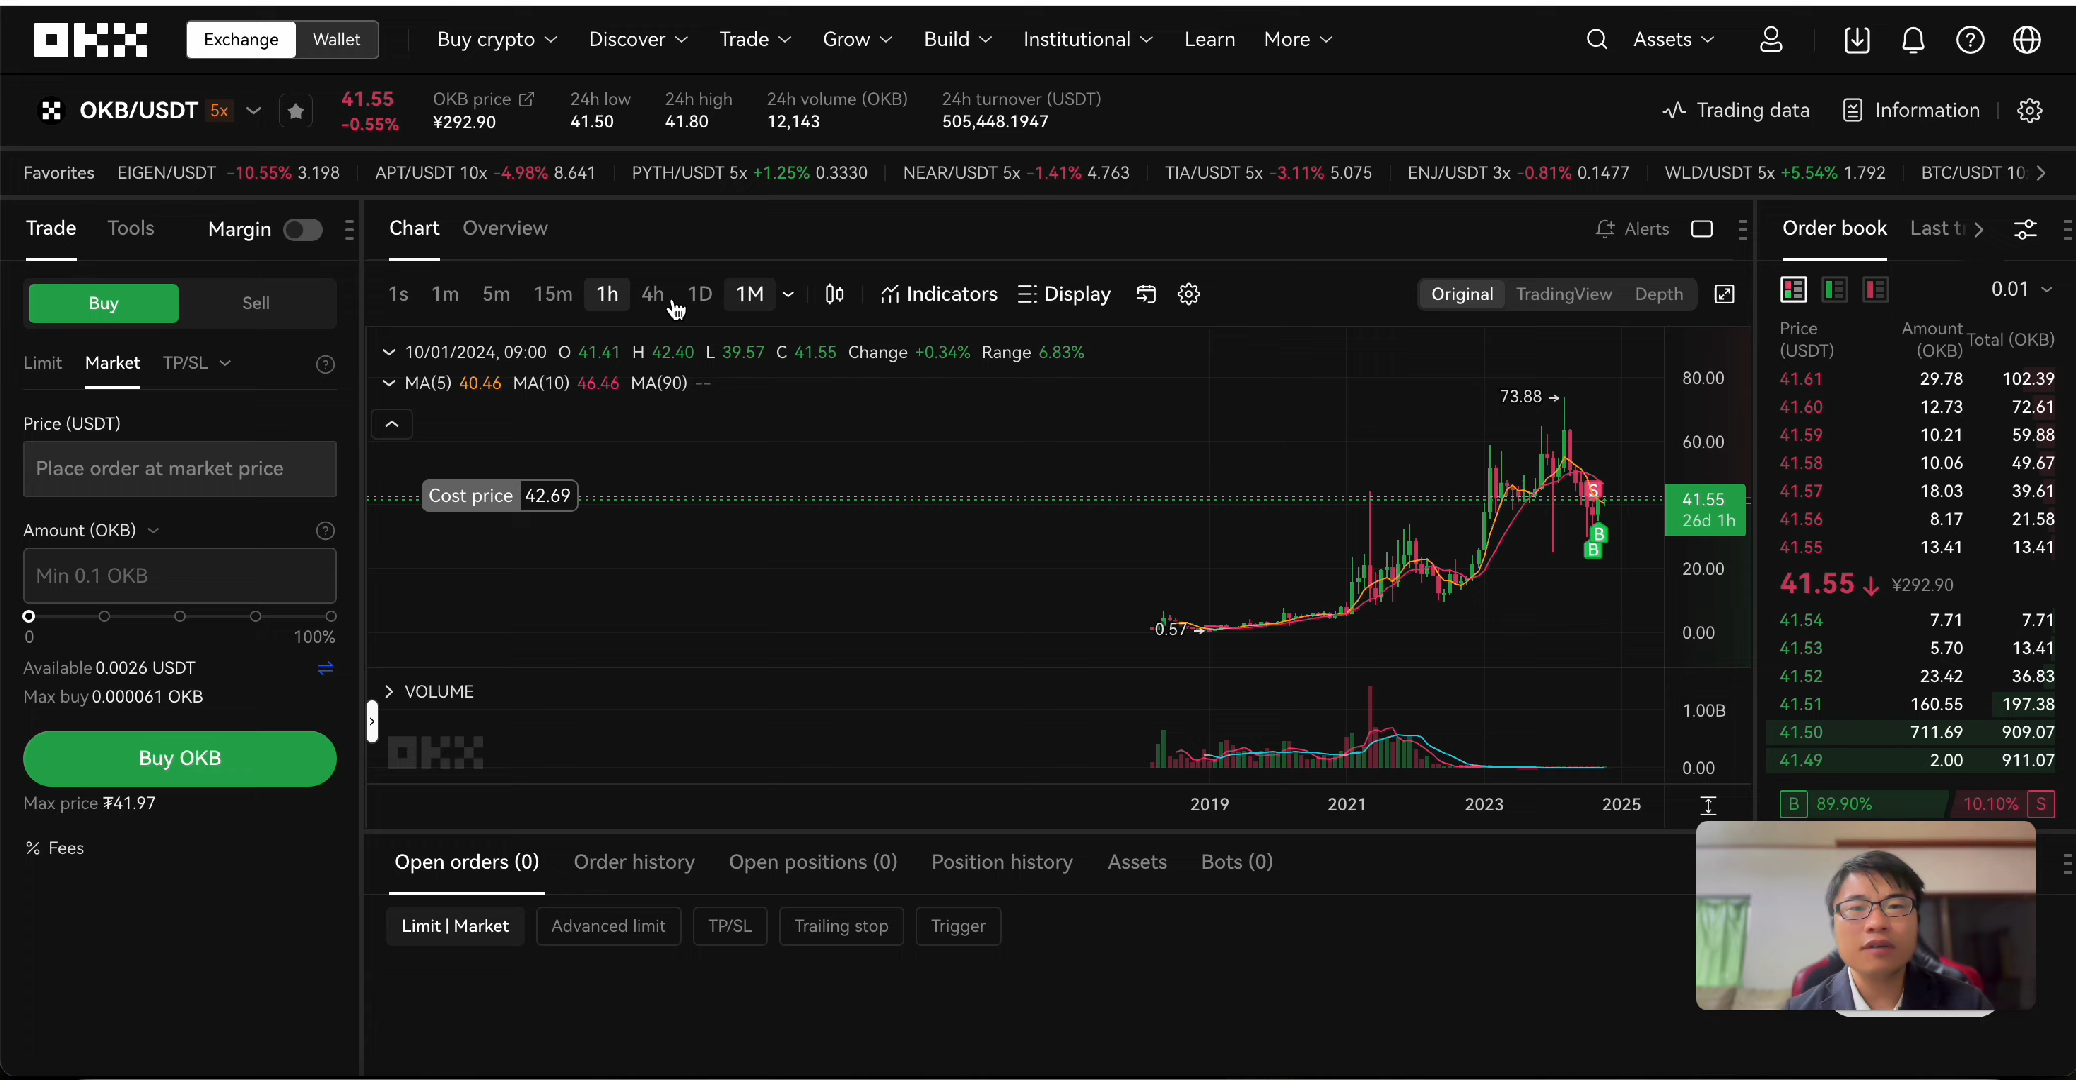 OKX Exchange Wallet Buy crypto Discover Trade Grow Build Institutional Learn More Assets
OKB/USDT 5x 41.55 -0.55%
OKB price ¥292.90
24h low 41.50
24h high 41.80
24h volume (OKB) 12,143
24h turnover (USDT) 505,448.1947
Trading data Information
Favorites EIGEN/USDT -10.55% 3.198 APT/USDT 10x -4.98% 8.641 PYTH/USDT 5x +1.25% 0.3330 NEAR/USDT 5x -1.41% 4.763 TIA/USDT 5x -3.11% 5.075 ENJ/USDT 3x -0.81% 0.1477 WLD/USDT 5x +5.54% 1.792 BTC/USDT 10
Trade Tools Margin
Buy Sell
Limit Market TP/SL
Price (USDT)
Place order at market price
Amount (OKB)
Min 0.1 OKB
0 100%
Available 0.0026 USDT
Max buy 0.000061 OKB
Buy OKB
Max price ₮41.97
% Fees
Chart Overview Alerts
1s 1m 5m 15m 1h 4h 1D 1M Indicators Display Original TradingView Depth
10/01/2024, 09:00 O 41.41 H 42.40 L 39.57 C 41.55 Change +0.34% Range 6.83%
MA(5) 40.46 MA(10) 46.46 MA(90) --
73.88
Cost price 42.69
S
B
B
0.57
80.00
60.00
41.55
26d 1h
20.00
0.00
VOLUME
1.00B
0.00
OKX
2019 2021 2023 2025
Open orders (0) Order history Open positions (0) Position history Assets Bots (0)
Limit | Market Advanced limit TP/SL Trailing stop Trigger
Order book Last t
0.01
Price (USDT) Amount (OKB) Total (OKB)
41.61 29.78 102.39
41.60 12.73 72.61
41.59 10.21 59.88
41.58 10.06 49.67
41.57 18.03 39.61
41.56 8.17 21.58
41.55 13.41 13.41
41.55 ↓ ¥292.90
41.54 7.71 7.71
41.53 5.70 13.41
41.52 23.42 36.83
41.51 160.55 197.38
41.50 711.69 909.07
41.49 2.00 911.07
B 89.90% 10.10% S